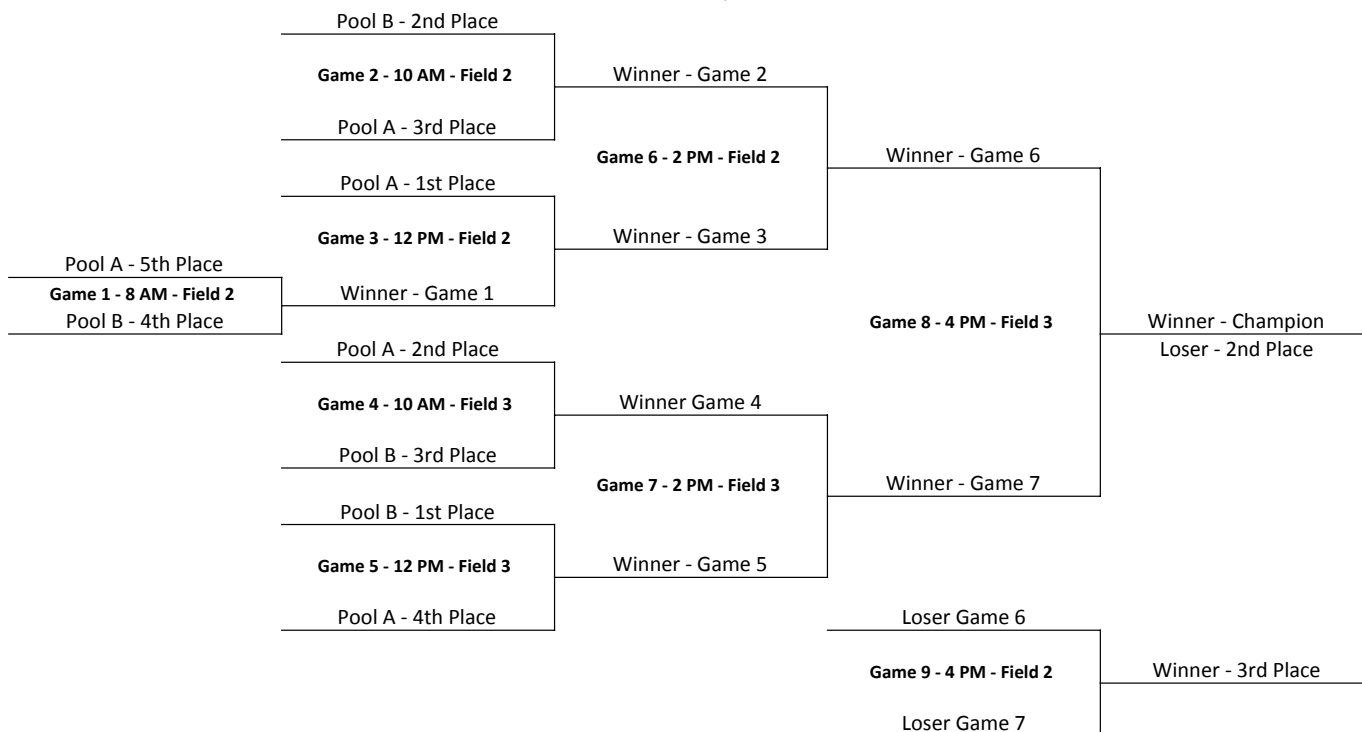 Pool B - 2nd Place
Game 2 - 10 AM - Field 2
Winner - Game 2
Pool A - 3rd Place
Game 6 - 2 PM - Field 2
Winner - Game 6
Pool A - 1st Place
Game 3 - 12 PM - Field 2
Winner - Game 3
Pool A - 5th Place
Game 1 - 8 AM - Field 2
Winner - Game 1
Pool B - 4th Place
Game 8 - 4 PM - Field 3
Winner - Champion
Pool A - 2nd Place
Loser - 2nd Place
Game 4 - 10 AM - Field 3
Winner Game 4
Pool B - 3rd Place
Game 7 - 2 PM - Field 3
Winner - Game 7
Pool B - 1st Place
Game 5 - 12 PM - Field 3
Winner - Game 5
Pool A - 4th Place
Loser Game 6
Game 9 - 4 PM - Field 2
Winner - 3rd Place
Loser Game 7